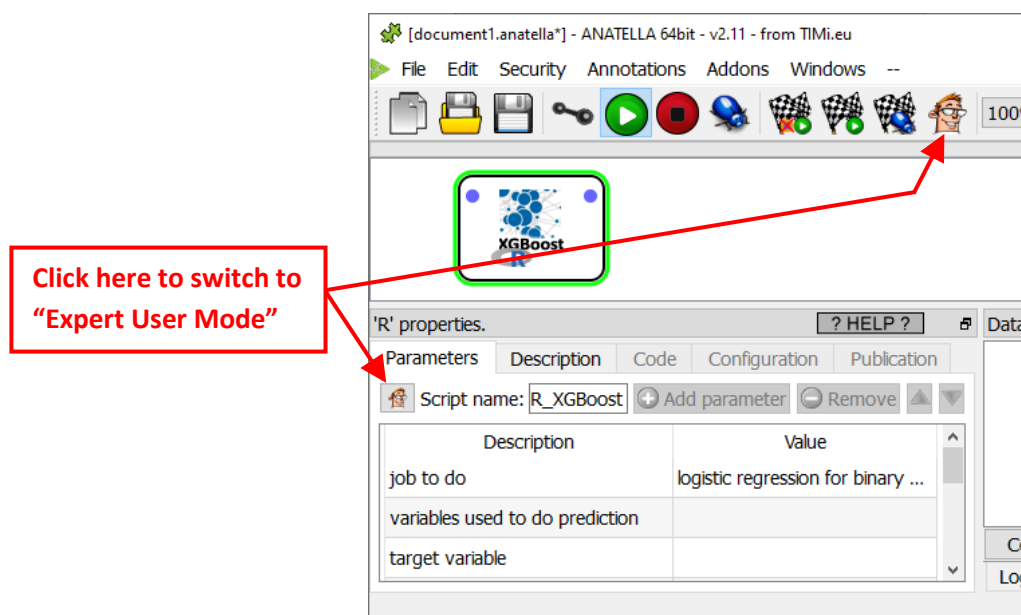 [document1.anatella*] - ANATELLA 64bit - v2.11 - from TIMi.eu
File Edit Security Annotations Addons Windows --
100%
XGBoost
R
Click here to switch to
“Expert User Mode”
'R' properties. ? HELP ?
Parameters Description Code Configuration Publication
Script name: R_XGBoost Add parameter Remove
Description Value
job to do logistic regression for binary ...
variables used to do prediction
target variable